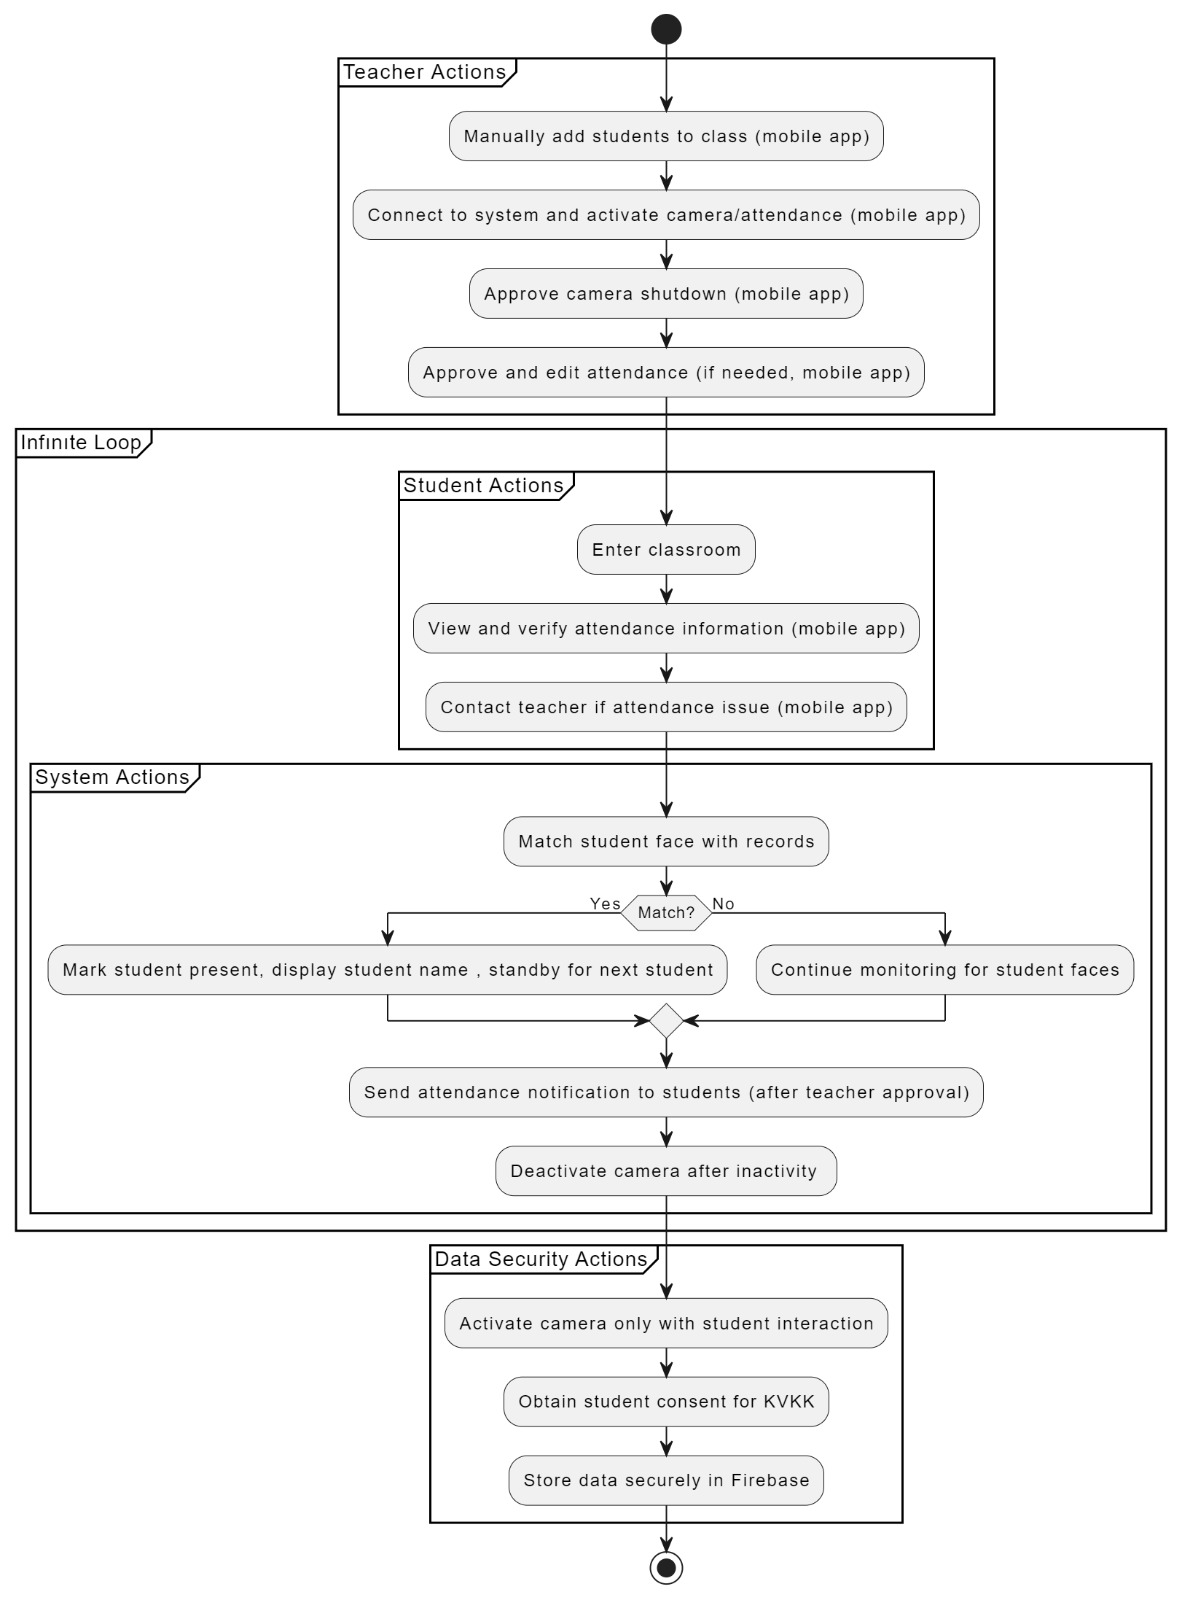 Teacher Actions
Manually add students to class (mobile app)
Connect to system and activate camera/attendance (mobile app)
Approve camera shutdown (mobile app)
Approve and edit attendance (if needed, mobile app)
Infınıte Loop
Student Actions
Enter classroom
View and verify attendance information (mobile app)
Contact teacher if attendance issue (mobile app)
System Actions
Match student face with records
Yes
Match?
No
Mark student present, display student name , standby for next student
Continue monitoring for student faces
Send attendance notification to students (after teacher approval)
Deactivate camera after inactivity
Data Security Actions
Activate camera only with student interaction
Obtain student consent for KVKK
Store data securely in Firebase